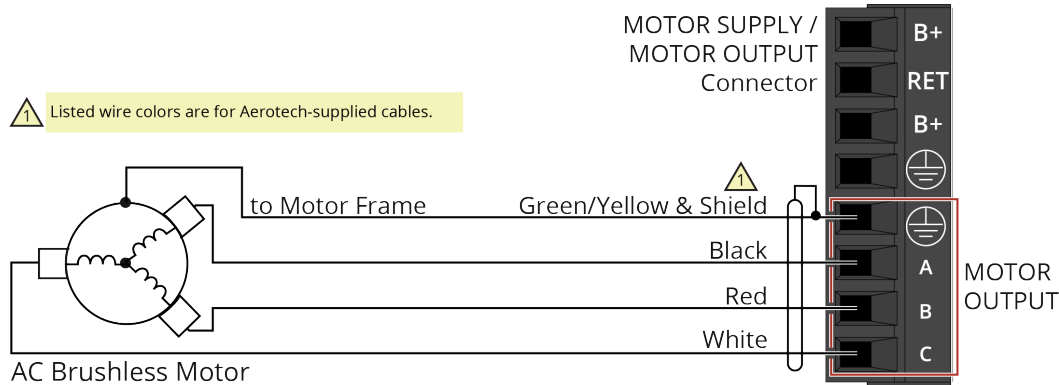 MOTOR SUPPLY /
MOTOR OUTPUT
Connector
B+
RET
B+
1 Listed wire colors are for Aerotech-supplied cables.
1
to Motor Frame
Green/Yellow & Shield
Black
A
Red
B
White
C
MOTOR
OUTPUT
AC Brushless Motor